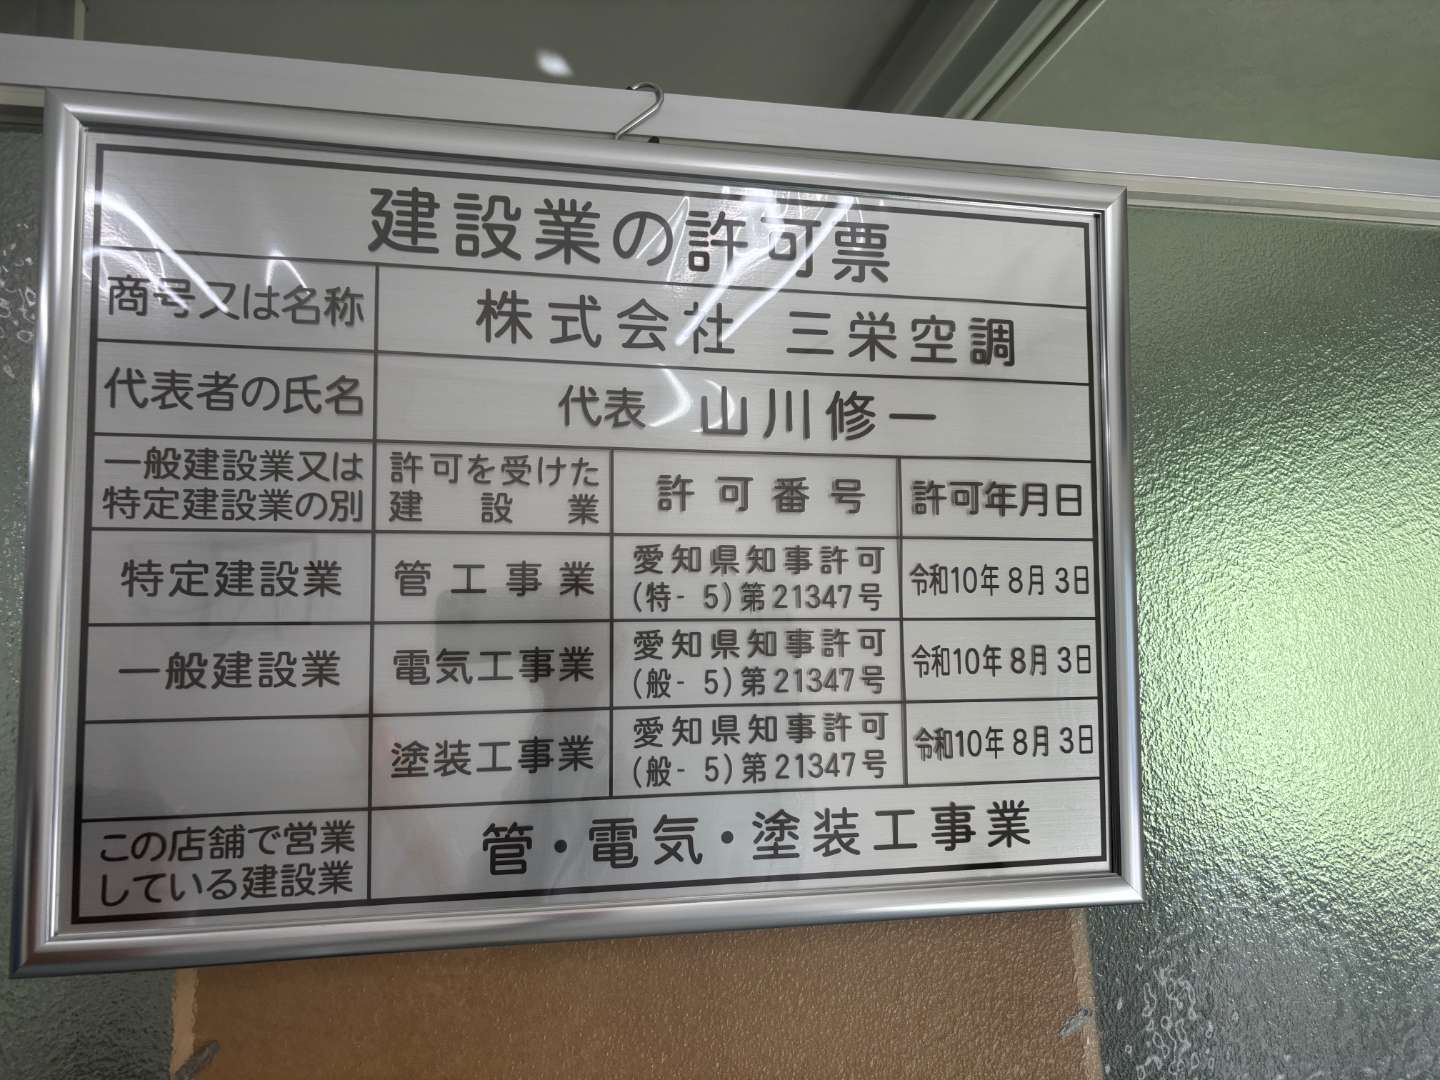 建設業の許可票
商号又は名称 株式会社 三栄空調
代表者の氏名 代表 山川修一
一般建設業又は
特定建設業の別
許可を受けた
建設業
許可番号
許可年月日
特定建設業 管工事業
愛知県知事許可
(特- 5)第21347号
令和10年 8月 3日
一般建設業 電気工事業
愛知県知事許可
(般- 5)第21347号
令和10年 8月 3日
塗装工事業
愛知県知事許可
(般- 5)第21347号
令和10年 8月 3日
この店舗で営業
している建設業
管・電気・塗装工事業